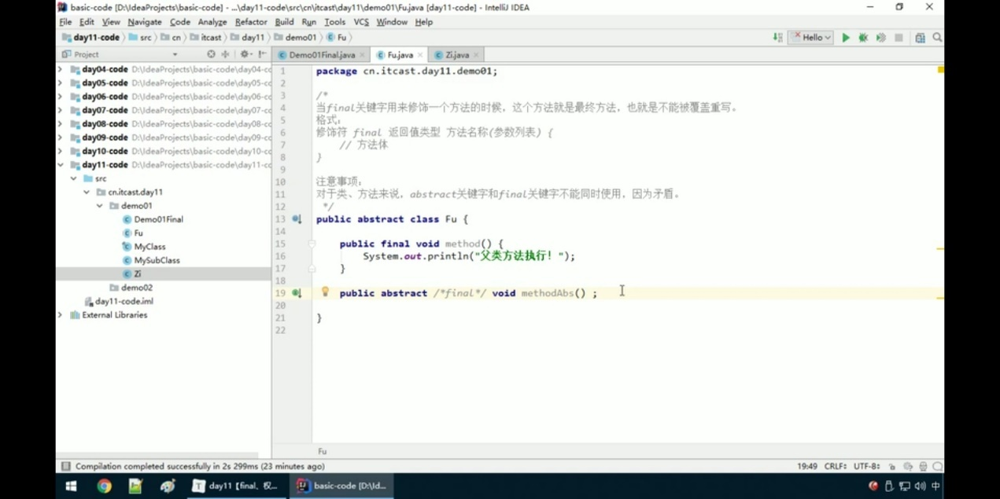 basic-code [D:\IdeaProjects\basic-code] - ...\day11-code\src\cn\itcast\day11\demo01\Fu.java [day11-code] - IntelliJ IDEA
File Edit View Navigate Code Analyze Refactor Build Run Tools VCS Window Help
day11-code src cn itcast day11 demo01 Fu Hello
Project Demo01Final.java Fu.java Zi.java
day04-code D:\IdeaProjects\basic-code\day04-cc
day05-code D:\IdeaProjects\basic-code\day05-cc
day06-code D:\IdeaProjects\basic-code\day06-cc
day07-code D:\IdeaProjects\basic-code\day07-cc
day08-code D:\IdeaProjects\basic-code\day08-cc
day09-code D:\IdeaProjects\basic-code\day09-cc
day10-code D:\IdeaProjects\basic-code\day10-cc
day11-code D:\IdeaProjects\basic-code\day11-cc
src
cn.itcast.day11
demo01
Demo01Final
Fu
MyClass
MySubClass
Zi
demo02
day11-code.iml
External Libraries
1 package cn.itcast.day11.demo01;
2
3 /*
4 当final关键字用来修饰一个方法的时候，这个方法就是最终方法，也就是不能被覆盖重写。
5 格式：
6 修饰符 final 返回值类型 方法名称(参数列表) {
7 // 方法体
8 }
9
10 注意事项：
11 对于类、方法来说，abstract关键字和final关键字不能同时使用，因为矛盾。
12 */
13 public abstract class Fu {
14
15 public final void method() {
16 System.out.println("父类方法执行！");
17 }
18
19 public abstract /*final*/ void methodAbs() ;
20
21 }
22
Fu
Compilation completed successfully in 2s 299ms (23 minutes ago) 19:49 CRLF: UTF-8:
day11【final、权... basic-code [D:\Id... 中